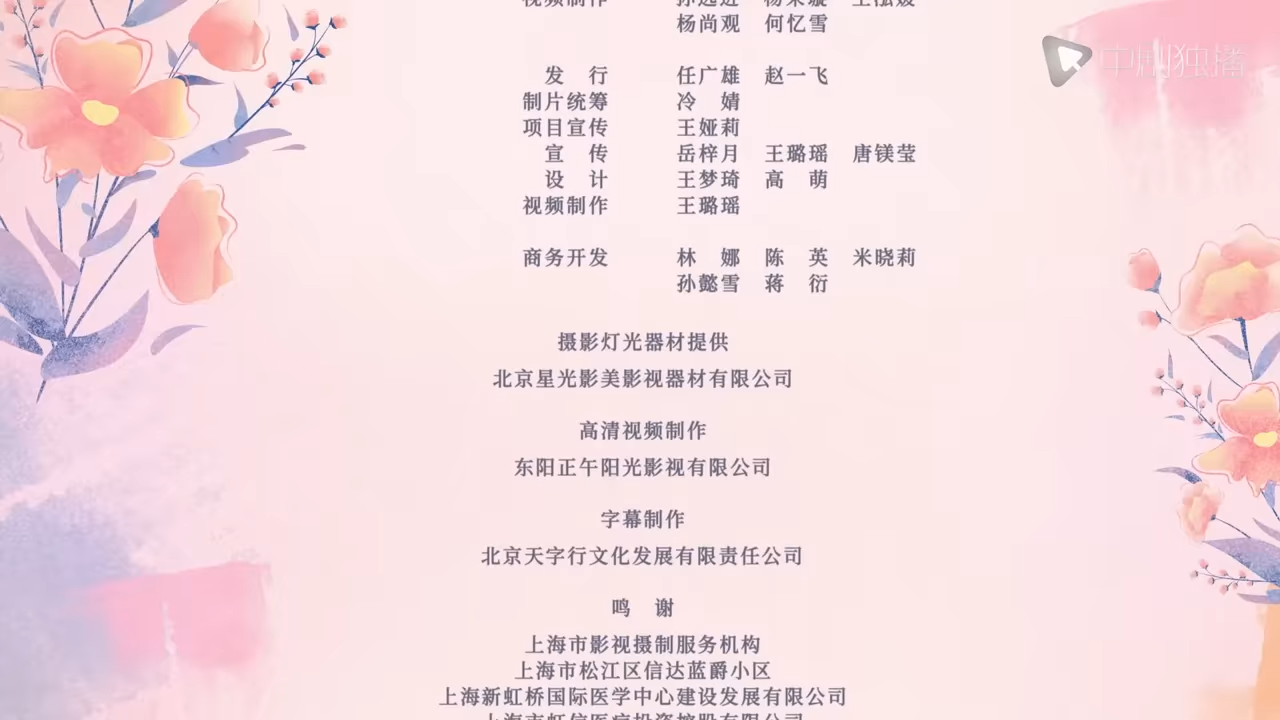 杨尚观 何忆雪
中剧独播
发 行 任广雄 赵一飞
制片统筹 冷 婧
项目宣传 王娅莉
宣 传 岳梓月 王璐瑶 唐镁莹
设 计 王梦琦 高 萌
视频制作 王璐瑶
商务开发 林 娜 陈 英 米晓莉
孙懿雪 蒋 衍
摄影灯光器材提供
北京星光影美影视器材有限公司
高清视频制作
东阳正午阳光影视有限公司
字幕制作
北京天字行文化发展有限责任公司
鸣 谢
上海市影视摄制服务机构
上海市松江区信达蓝爵小区
上海新虹桥国际医学中心建设发展有限公司